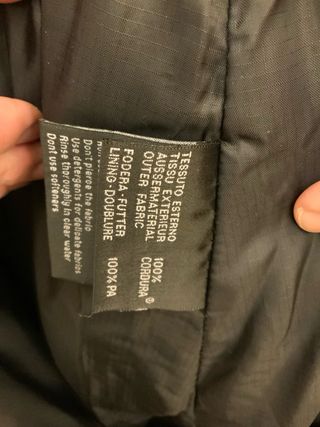 TESSUTO ESTERNO
TISSU EXTERIEUR
AUSSERMATERIAL
OUTER FABRIC
100%
CORDURA®
FODERA-FUTTER
LINING-DOUBLURE
100%PA
Don't pierce the fabric
Use detergents for delicate fabrics
Rinse thoroughly in clear water
Dont use softeners